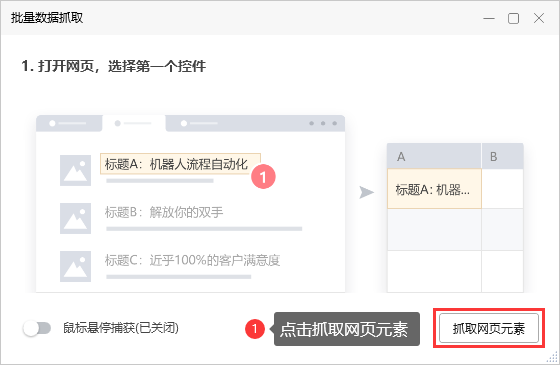 批量数据抓取
1. 打开网页，选择第一个控件
标题A：机器人流程自动化
1
标题B：解放你的双手
标题C：近乎100%的客户满意度
A B
标题A: 机器...
鼠标悬停捕获(已关闭)
1 点击抓取网页元素
抓取网页元素